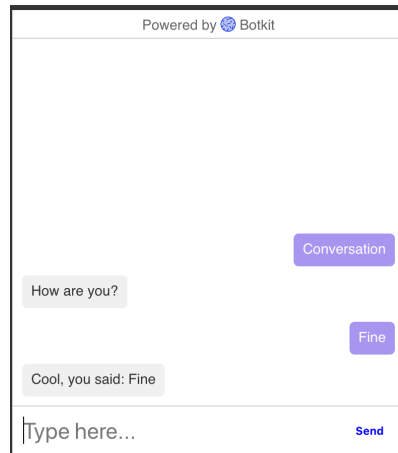 Powered by Botkit
Conversation
How are you?
Fine
Cool, you said: Fine
Type here...
Send